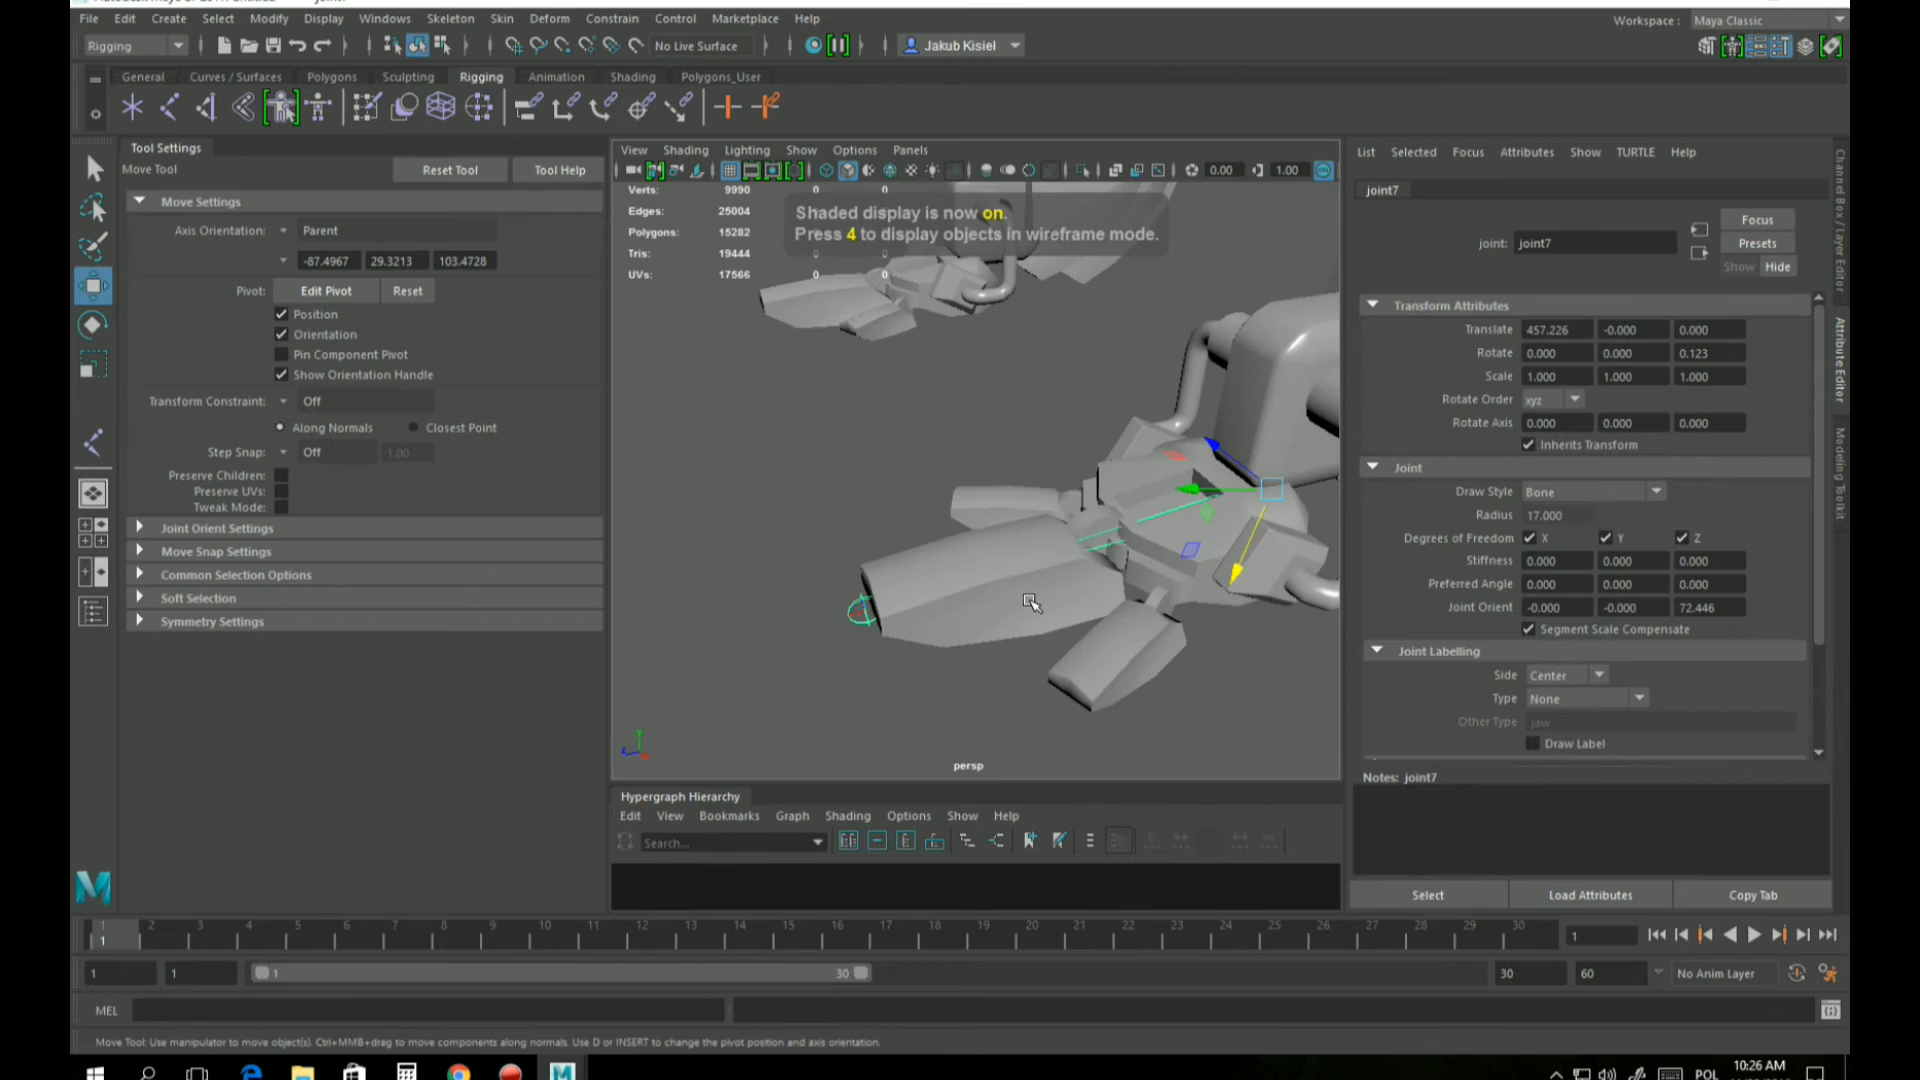 File Edit Create Select Modify Display Windows Skeleton Skin Deform Constrain Control Marketplace Help Workspace : Maya Classic
Rigging No Live Surface Jakub Kisiel
General Curves / Surfaces Polygons Sculpting Rigging Animation Shading Polygons_User
Tool Settings
Move Tool Reset Tool Tool Help
Move Settings
Axis Orientation: Parent
-87.4967 29.3213 103.4728
Pivot: Edit Pivot Reset
Position
Orientation
Pin Component Pivot
Show Orientation Handle
Transform Constraint: Off
Along Normals Closest Point
Step Snap: Off 1.00
Preserve Children:
Preserve UVs:
Tweak Mode:
Joint Orient Settings
Move Snap Settings
Common Selection Options
Soft Selection
Symmetry Settings
View Shading Lighting Show Options Panels
0.00 1.00
Verts: 9990 0 0
Edges: 25004
Polygons: 15282
Tris: 19444 0 0
UVs: 17566 0 0
Shaded display is now on.
Press 4 to display objects in wireframe mode.
persp
Hypergraph Hierarchy
Edit View Bookmarks Graph Shading Options Show Help
Search...
List Selected Focus Attributes Show TURTLE Help
joint7
Focus
joint: joint7
Presets
Show Hide
Transform Attributes
Translate 457.226 -0.000 0.000
Rotate 0.000 0.000 0.123
Scale 1.000 1.000 1.000
Rotate Order xyz
Rotate Axis 0.000 0.000 0.000
Inherits Transform
Joint
Draw Style Bone
Radius 17.000
Degrees of Freedom X Y Z
Stiffness 0.000 0.000 0.000
Preferred Angle 0.000 0.000 0.000
Joint Orient -0.000 -0.000 72.446
Segment Scale Compensate
Joint Labelling
Side Center
Type None
Other Type jaw
Draw Label
Notes: joint7
Select Load Attributes Copy Tab
Channel Box / Layer Editor
Attribute Editor
Modeling Toolkit
1 2 3 4 5 6 7 8 9 10 11 12 13 14 15 16 17 18 19 20 21 22 23 24 25 26 27 28 29 30
1 1
1 1 1 30 30 60 No Anim Layer
MEL
Move Tool: Use manipulator to move object(s). Ctrl+MMB+drag to move components along normals. Use D or INSERT to change the pivot position and axis orientation.
POL 10:26 AM